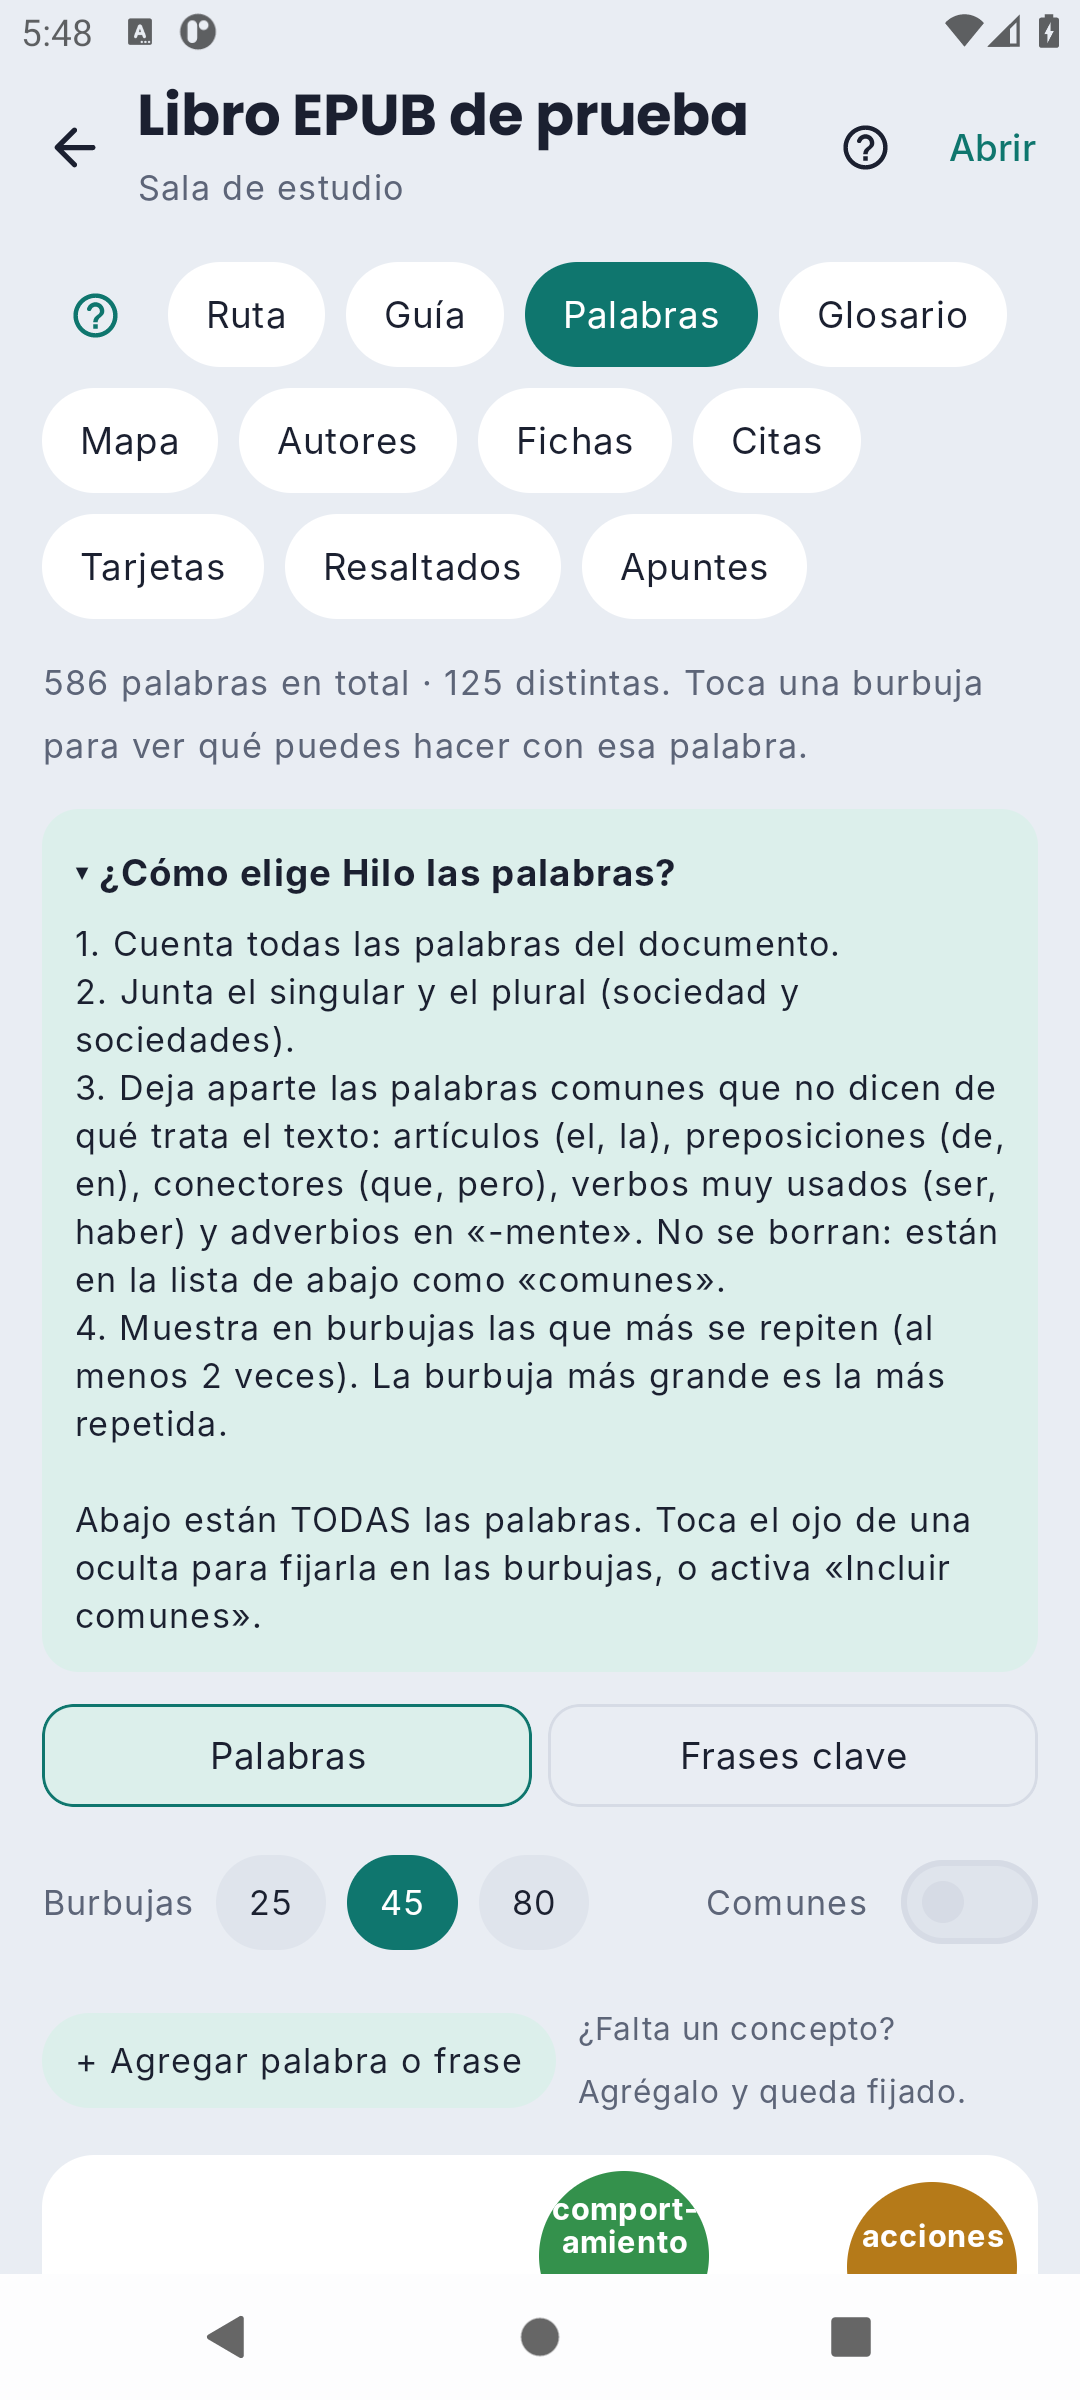 5:48
Libro EPUB de prueba
Sala de estudio
Abrir
Ruta
Guía
Palabras
Glosario
Mapa
Autores
Fichas
Citas
Tarjetas
Resaltados
Apuntes
586 palabras en total · 125 distintas. Toca una burbuja
para ver qué puedes hacer con esa palabra.
▾ ¿Cómo elige Hilo las palabras?
1. Cuenta todas las palabras del documento.
2. Junta el singular y el plural (sociedad y
sociedades).
3. Deja aparte las palabras comunes que no dicen de
qué trata el texto: artículos (el, la), preposiciones (de,
en), conectores (que, pero), verbos muy usados (ser,
haber) y adverbios en «-mente». No se borran: están
en la lista de abajo como «comunes».
4. Muestra en burbujas las que más se repiten (al
menos 2 veces). La burbuja más grande es la más
repetida.
Abajo están TODAS las palabras. Toca el ojo de una
oculta para fijarla en las burbujas, o activa «Incluir
comunes».
Palabras
Frases clave
Burbujas
25
45
80
Comunes
+ Agregar palabra o frase
¿Falta un concepto?
Agrégalo y queda fijado.
comport-
amiento
acciones